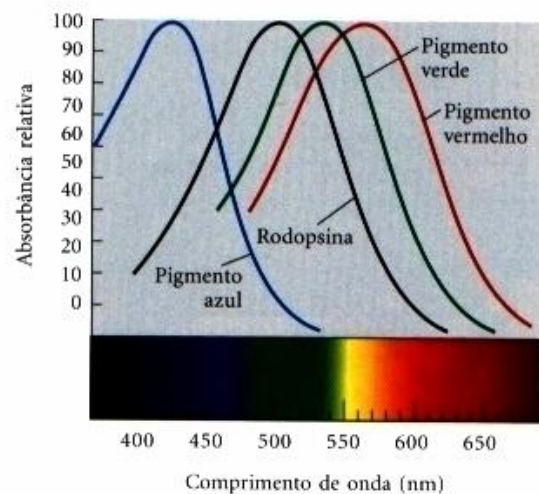 100
90
80
70
60
50
40
30
20
10
0
Absorbância relativa
Pigmento
verde
Pigmento
vermelho
Rodopsina
Pigmento
azul
400 450 500 550 600 650
Comprimento de onda (nm)